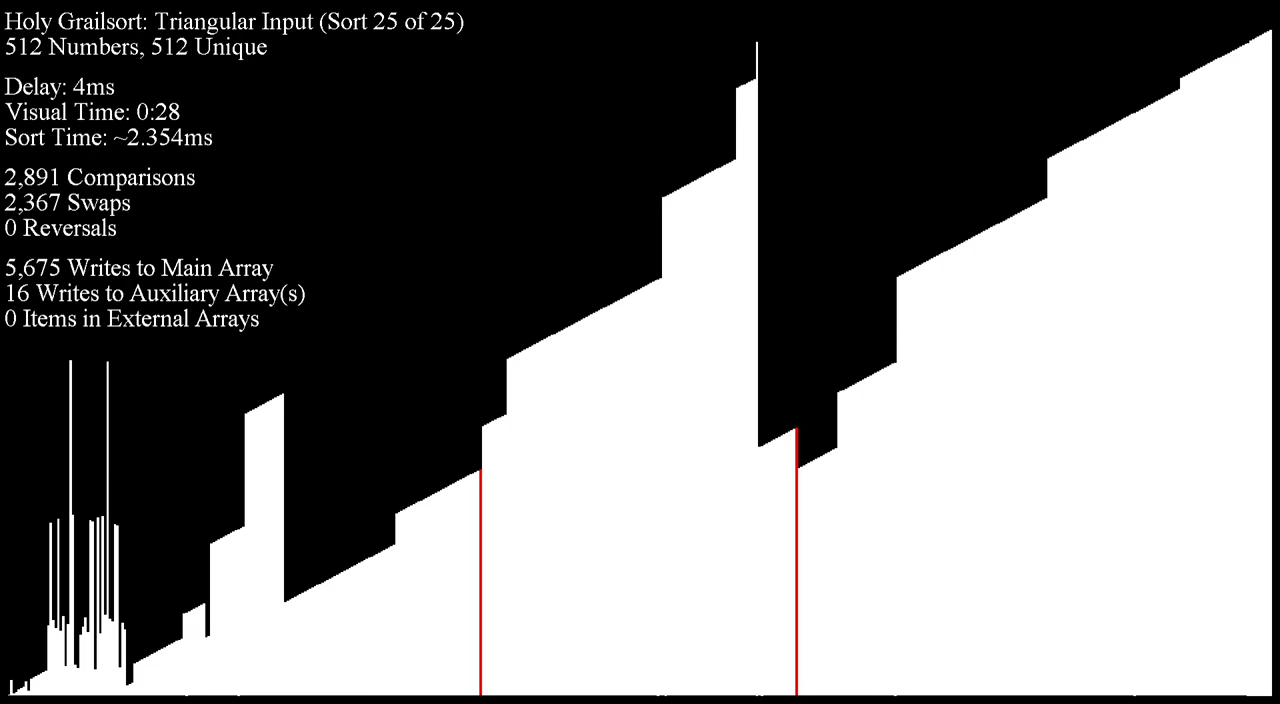 Holy Grailsort: Triangular Input (Sort 25 of 25)
512 Numbers, 512 Unique
Delay: 4ms
Visual Time: 0:28
Sort Time: ~2.354ms
2,891 Comparisons
2,367 Swaps
0 Reversals
5,675 Writes to Main Array
16 Writes to Auxiliary Array(s)
0 Items in External Arrays